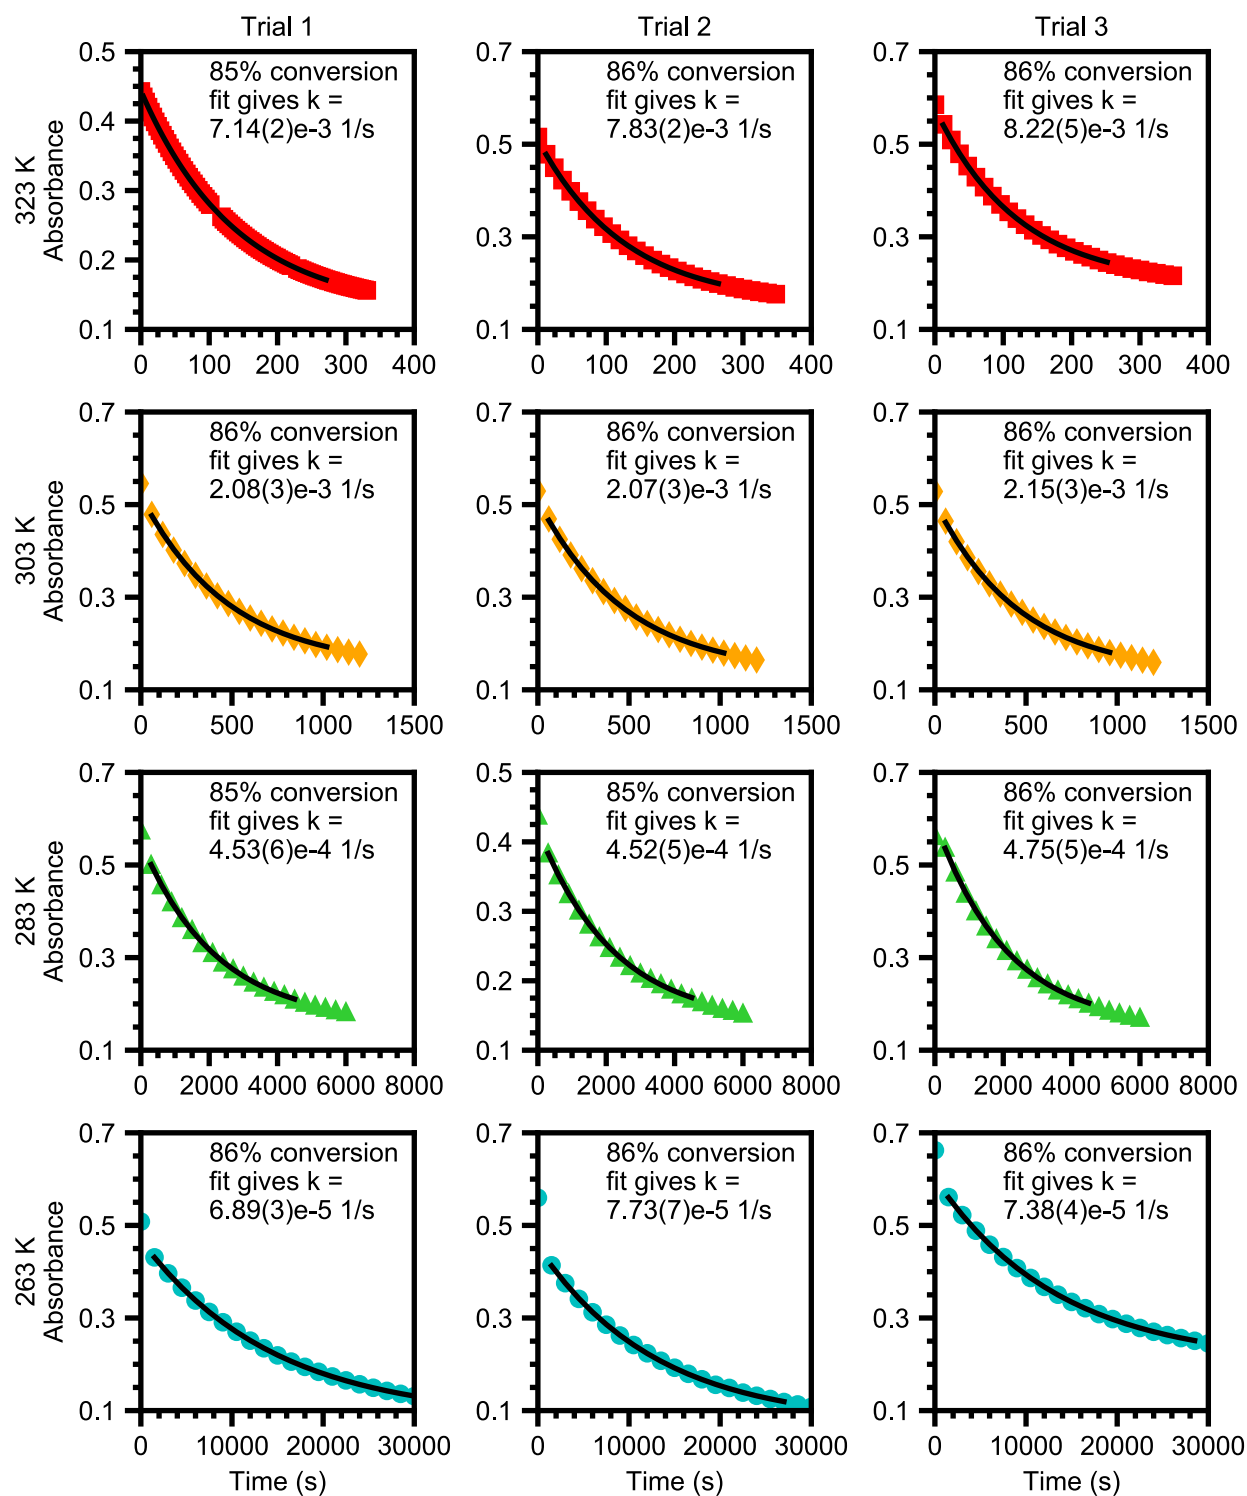 Trial 1
Trial 2
Trial 3
323 K
Absorbance
0.5
0.4
0.3
0.2
0.1
85% conversion
fit gives k =
7.14(2)e-3 1/s
0 100 200 300 400
0.7
0.5
0.3
0.1
86% conversion
fit gives k =
7.83(2)e-3 1/s
0 100 200 300 400
0.7
0.5
0.3
0.1
86% conversion
fit gives k =
8.22(5)e-3 1/s
0 100 200 300 400
303 K
Absorbance
0.7
0.5
0.3
0.1
86% conversion
fit gives k =
2.08(3)e-3 1/s
0 500 1000 1500
0.7
0.5
0.3
0.1
86% conversion
fit gives k =
2.07(3)e-3 1/s
0 500 1000 1500
0.7
0.5
0.3
0.1
86% conversion
fit gives k =
2.15(3)e-3 1/s
0 500 1000 1500
283 K
Absorbance
0.7
0.5
0.3
0.1
85% conversion
fit gives k =
4.53(6)e-4 1/s
0 2000 4000 6000 8000
0.5
0.4
0.3
0.2
0.1
85% conversion
fit gives k =
4.52(5)e-4 1/s
0 2000 4000 6000 8000
0.7
0.5
0.3
0.1
86% conversion
fit gives k =
4.75(5)e-4 1/s
0 2000 4000 6000 8000
263 K
Absorbance
0.7
0.5
0.3
0.1
86% conversion
fit gives k =
6.89(3)e-5 1/s
0 10000 20000 30000
Time (s)
0.7
0.5
0.3
0.1
86% conversion
fit gives k =
7.73(7)e-5 1/s
0 10000 20000 30000
Time (s)
0.7
0.5
0.3
0.1
86% conversion
fit gives k =
7.38(4)e-5 1/s
0 10000 20000 30000
Time (s)